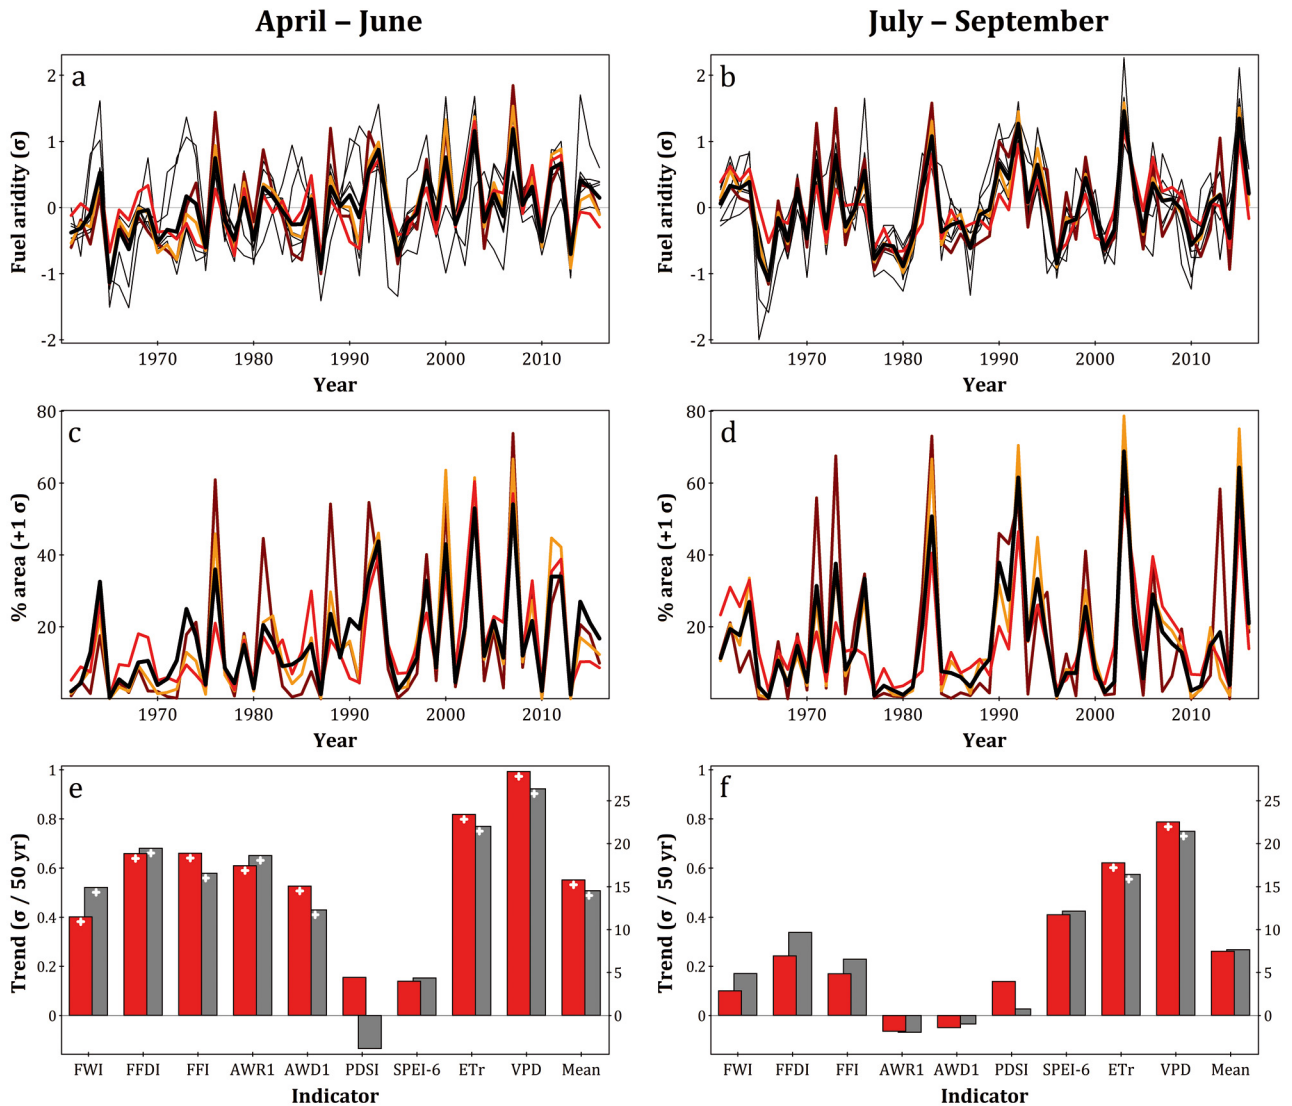 April – June
July – September
a
2
1
0
-1
-2
Fuel aridity (σ)
1970 1980 1990 2000 2010
Year
b
2
1
0
-1
-2
Fuel aridity (σ)
1970 1980 1990 2000 2010
Year
c
80
60
40
20
% area (+1 σ)
1970 1980 1990 2000 2010
Year
d
80
60
40
20
% area (+1 σ)
1970 1980 1990 2000 2010
Year
e
1
0.8
0.6
0.4
0.2
0
Trend (σ / 50 yr)
25
20
15
10
5
0
FWI FFDI FFI AWR1 AWD1 PDSI SPEI-6 ETr VPD Mean
Indicator
f
1
0.8
0.6
0.4
0.2
0
Trend (σ / 50 yr)
25
20
15
10
5
0
FWI FFDI FFI AWR1 AWD1 PDSI SPEI-6 ETr VPD Mean
Indicator